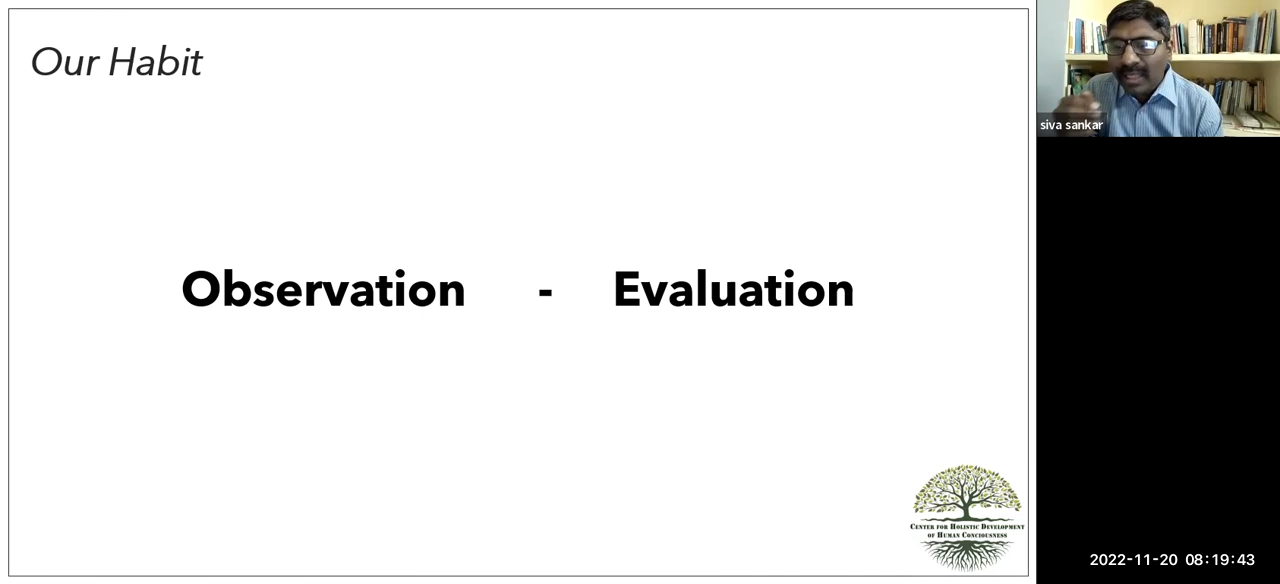 Our Habit
Observation - Evaluation
Center for Holistic Development
of Human Conciousness
siva sankar
2022-11-20 08:19:43